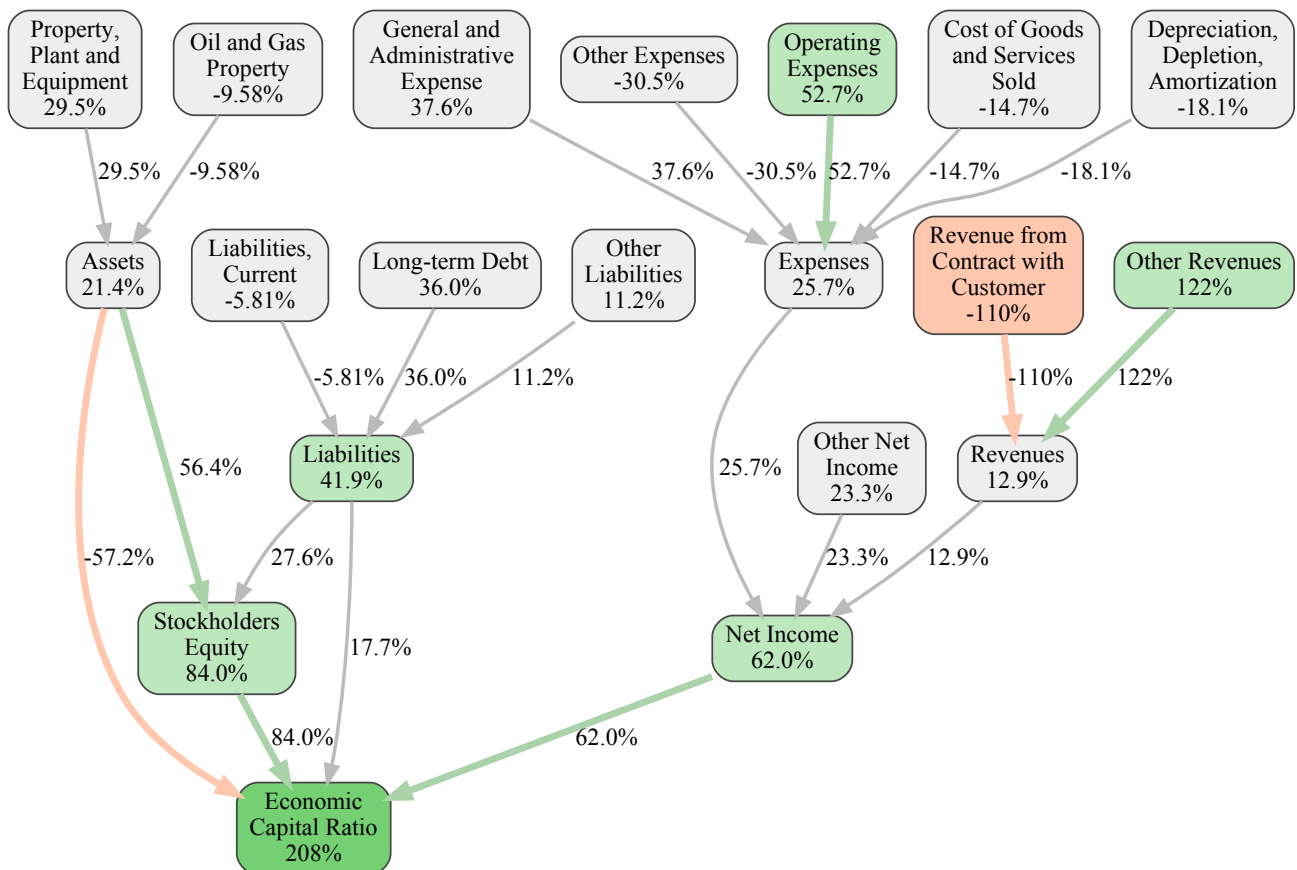 Property,
Plant and
Equipment
29.5%
Oil and Gas
Property
-9.58%
General and
Administrative
Expense
37.6%
Other Expenses
-30.5%
Operating
Expenses
52.7%
Cost of Goods
and Services
Sold
-14.7%
Depreciation,
Depletion,
Amortization
-18.1%
29.5%
-9.58%
37.6%
-30.5%
52.7%
-14.7%
-18.1%
Assets
21.4%
Liabilities,
Current
-5.81%
Long-term Debt
36.0%
Other
Liabilities
11.2%
Expenses
25.7%
Revenue from
Contract with
Customer
-110%
Other Revenues
122%
-5.81%
36.0%
11.2%
-110%
122%
56.4%
Liabilities
41.9%
25.7%
Other Net
Income
23.3%
Revenues
12.9%
-57.2%
27.6%
23.3%
12.9%
Stockholders
Equity
84.0%
17.7%
Net Income
62.0%
84.0%
62.0%
Economic
Capital Ratio
208%